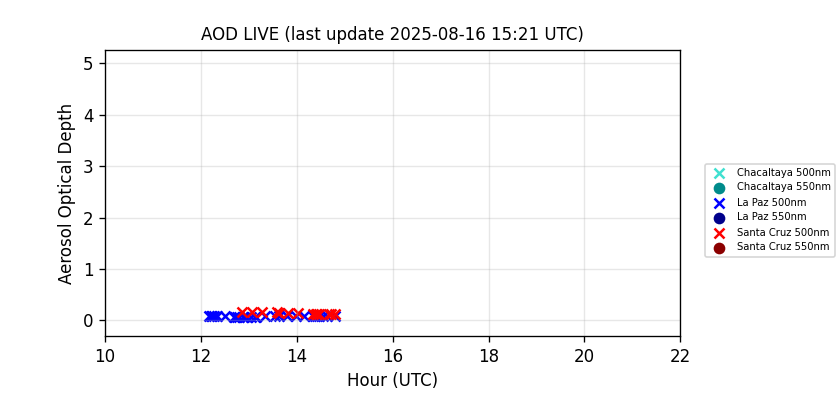 AOD LIVE (last update 2025-08-16 15:21 UTC)
5
4
3
2
1
0
10 12 14 16 18 20 22
Hour (UTC)
Aerosol Optical Depth
Chacaltaya 500nm
Chacaltaya 550nm
La Paz 500nm
La Paz 550nm
Santa Cruz 500nm
Santa Cruz 550nm